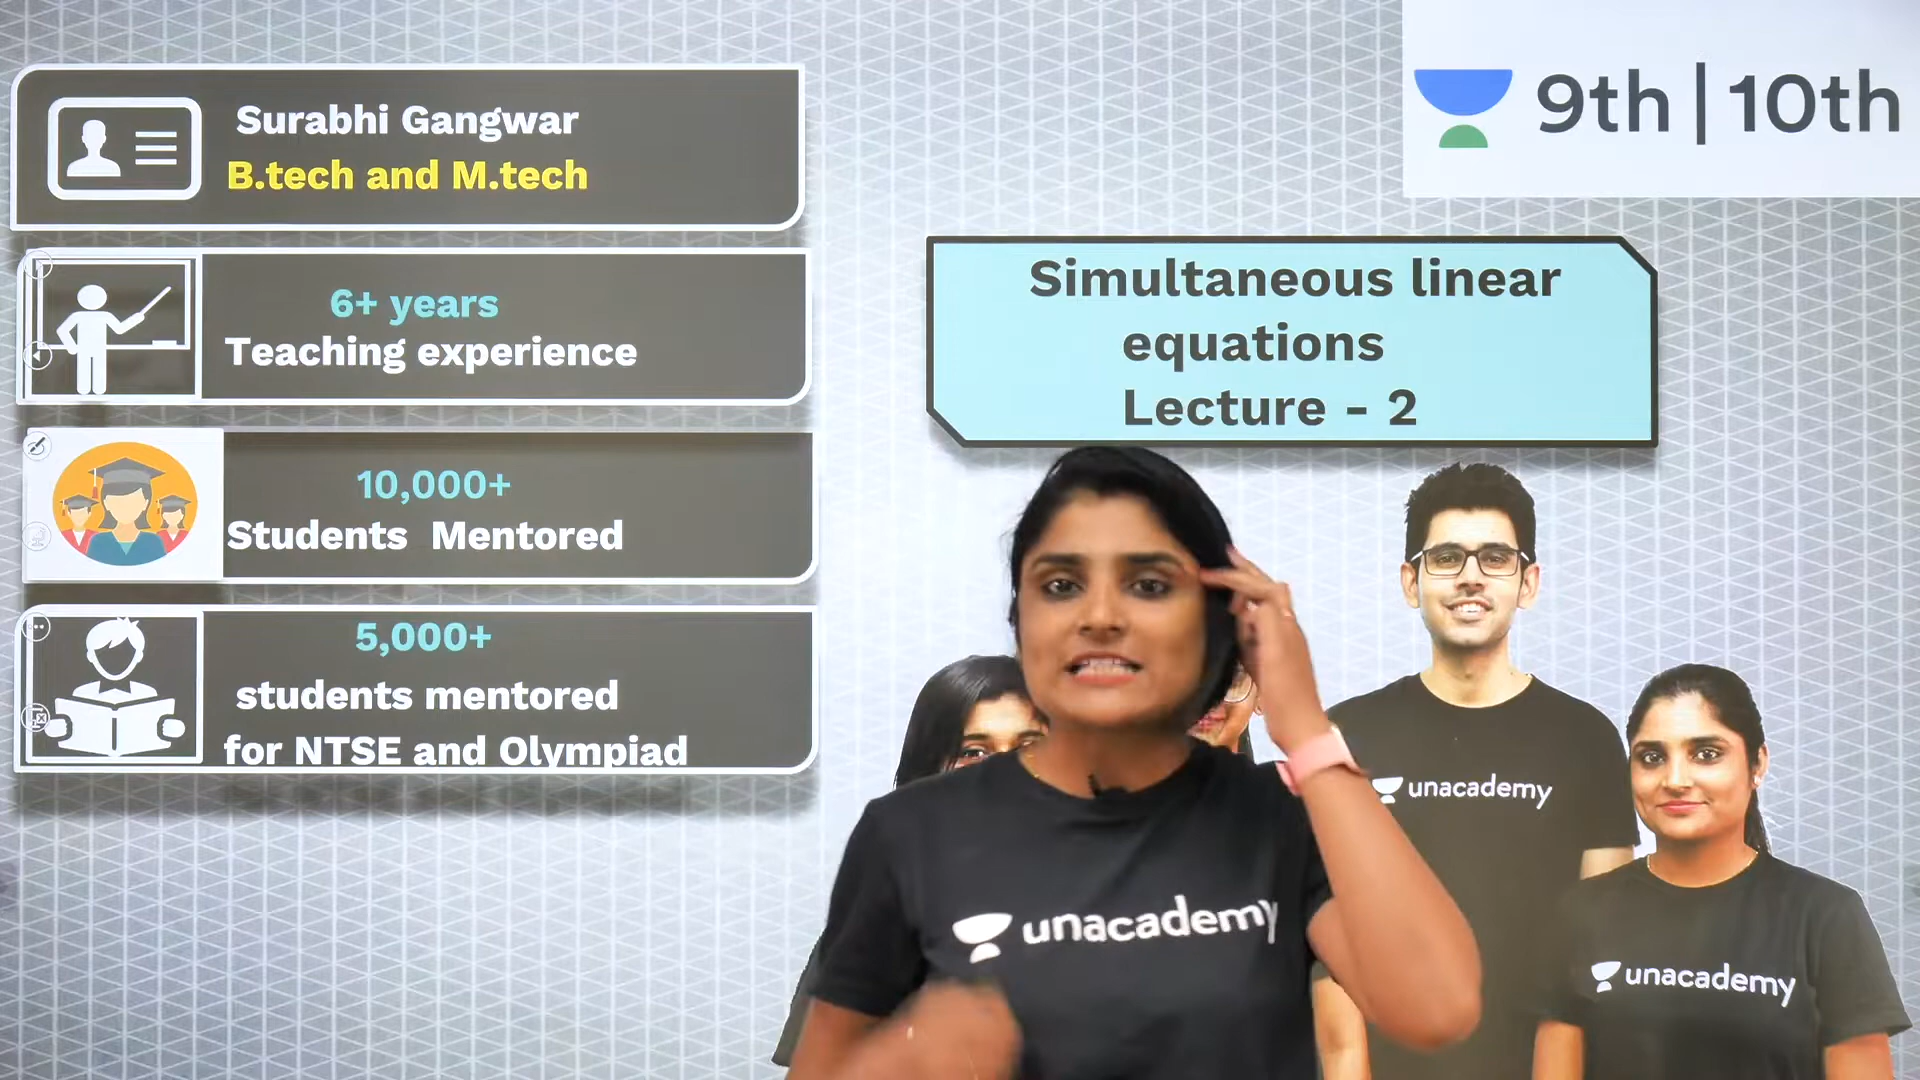 Surabhi Gangwar
B.tech and M.tech
6+ years
Teaching experience
10,000+
Students Mentored
5,000+
students mentored
for NTSE and Olympiad
9th | 10th
Simultaneous linear
equations
Lecture - 2
unacademy
unacademy
unacademy